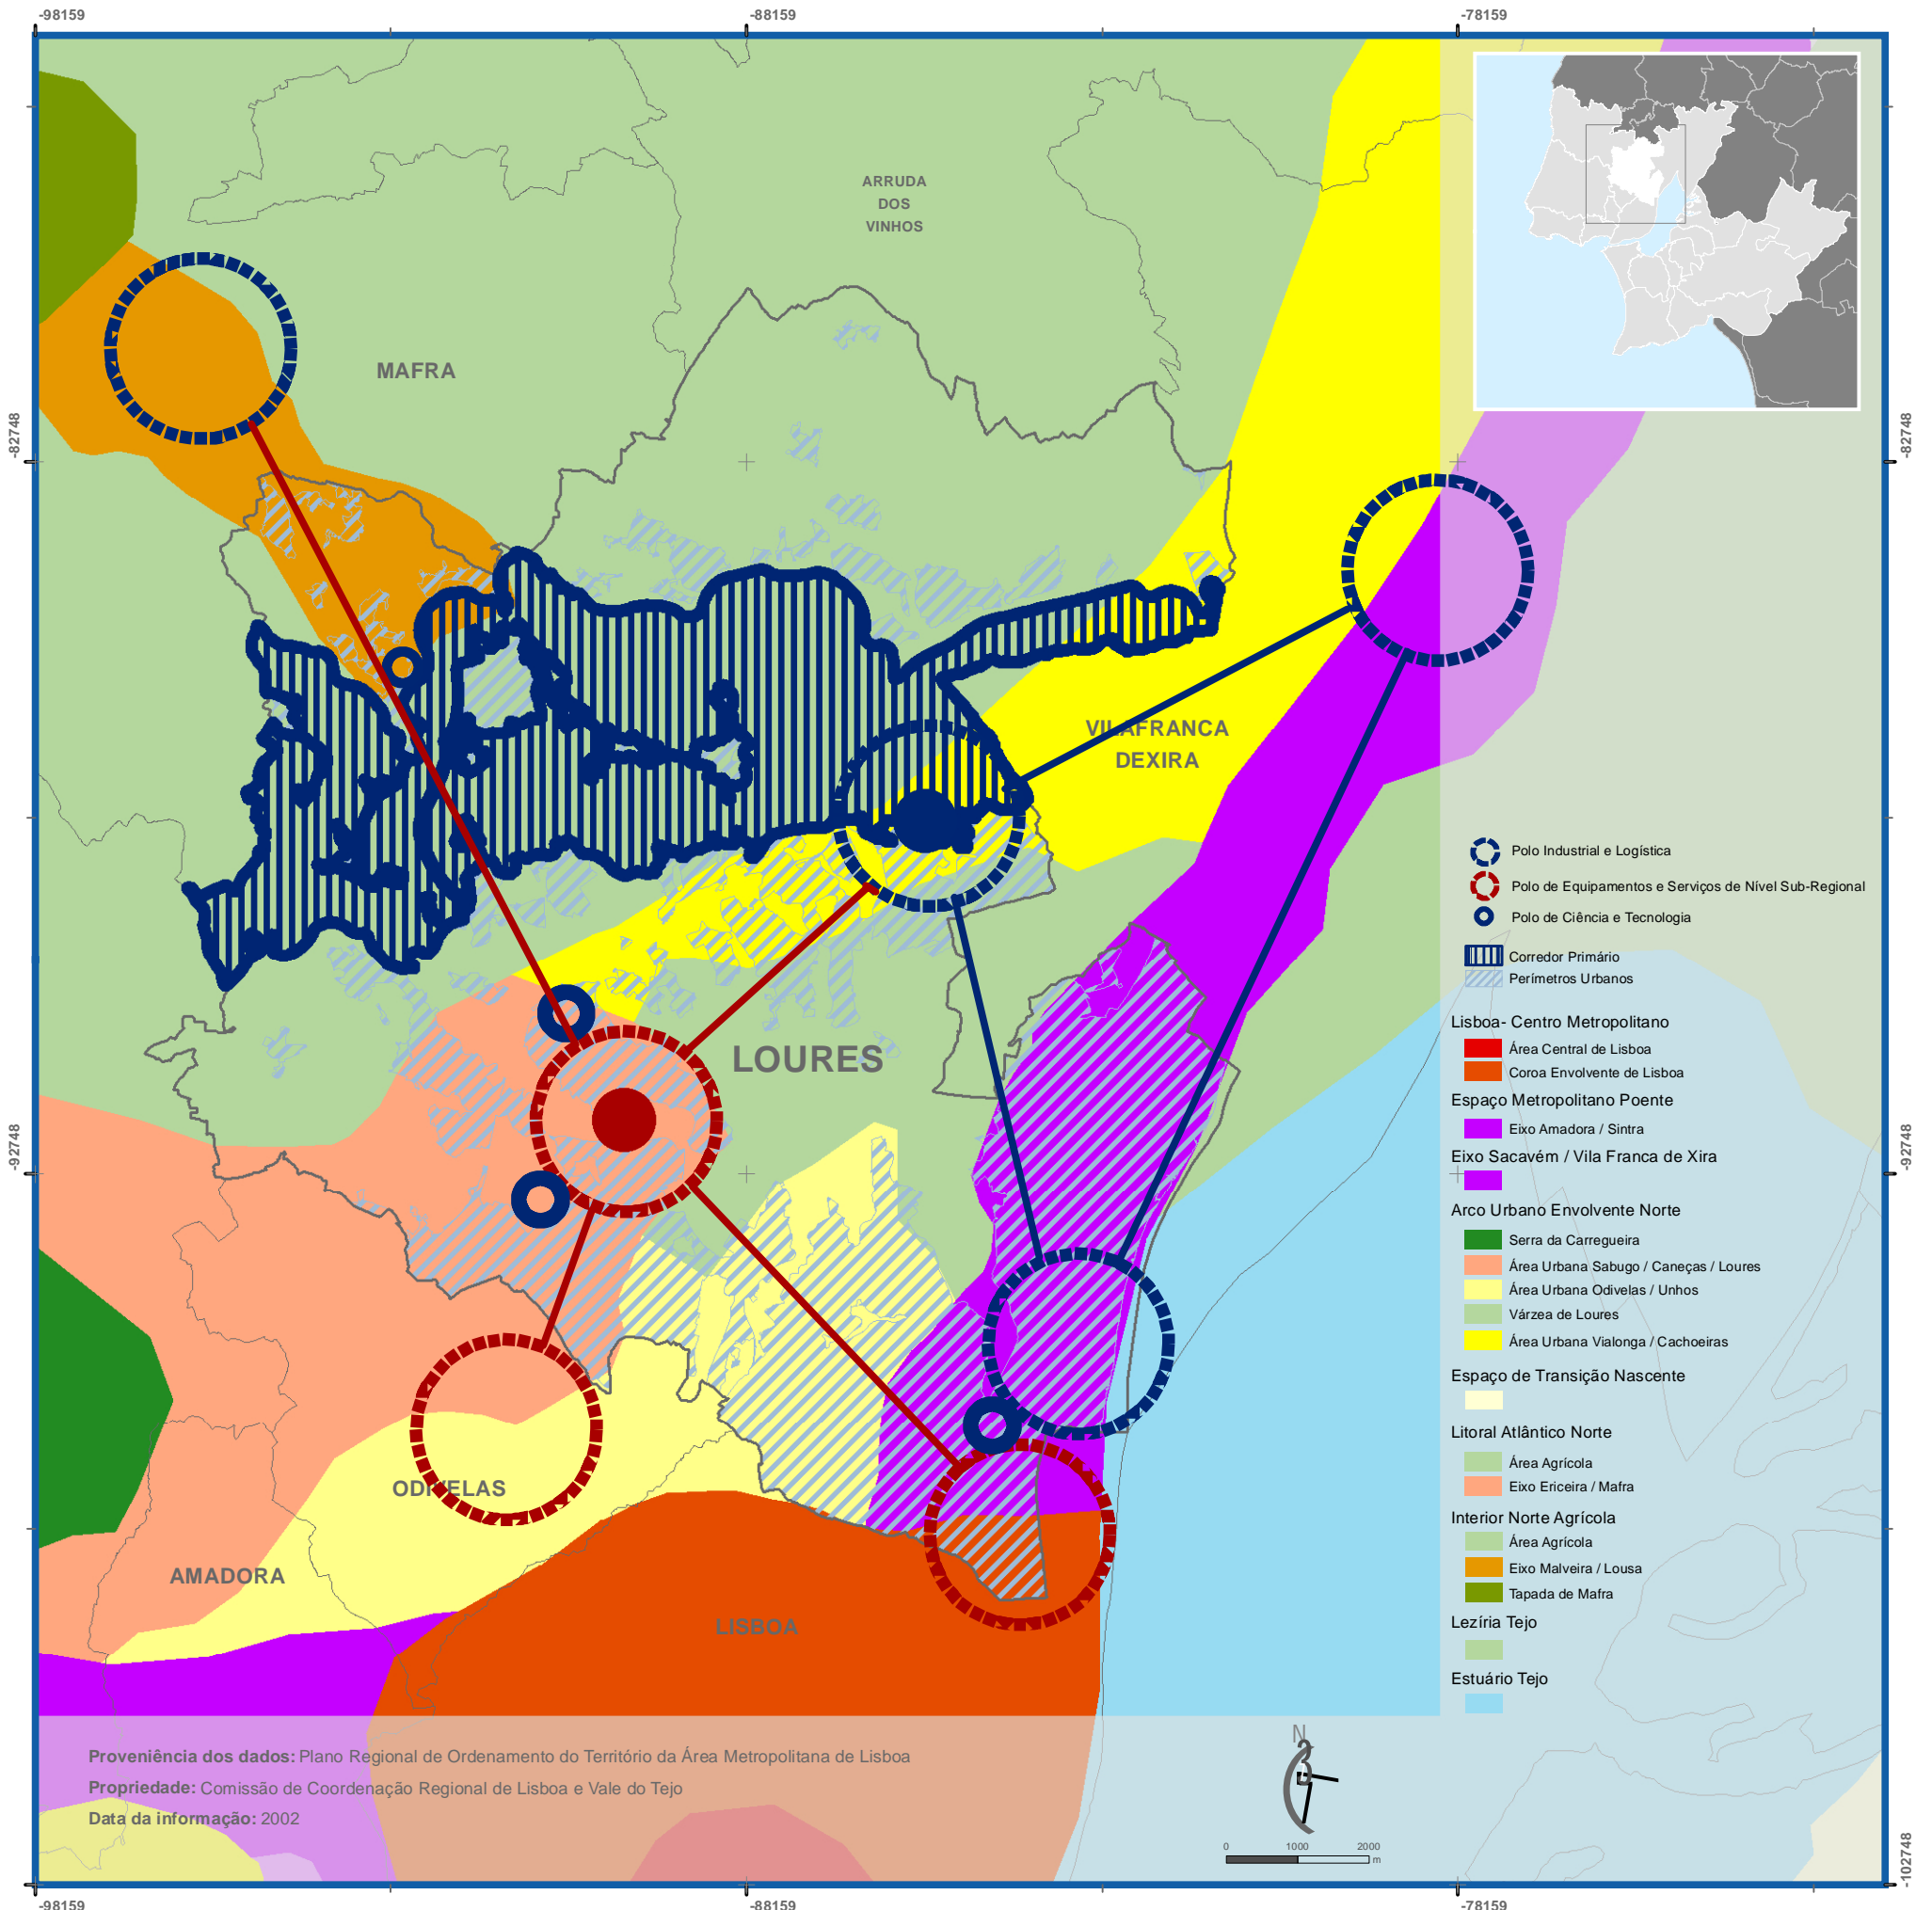 -98159
-88159
-78159
ARRUDA
DOS
VINHOS
MAFRA
-82748
-82748
VILAFRANCA
DEXIRA
LOURES
-92748
-92748
ODIVELAS
AMADORA
LISBOA
Polo Industrial e Logística
Polo de Equipamentos e Serviços de Nível Sub-Regional
Polo de Ciência e Tecnologia
Corredor Primário
Perímetros Urbanos
Lisboa- Centro Metropolitano
Área Central de Lisboa
Coroa Envolvente de Lisboa
Espaço Metropolitano Poente
Eixo Amadora / Sintra
Eixo Sacavém / Vila Franca de Xira
Arco Urbano Envolvente Norte
Serra da Carregueira
Área Urbana Sabugo / Caneças / Loures
Área Urbana Odivelas / Unhos
Várzea de Loures
Área Urbana Vialonga / Cachoeiras
Espaço de Transição Nascente
Litoral Atlântico Norte
Área Agrícola
Eixo Ericeira / Mafra
Interior Norte Agrícola
Área Agrícola
Eixo Malveira / Lousa
Tapada de Mafra
Lezíria Tejo
Estuário Tejo
Proveniência dos dados: Plano Regional de Ordenamento do Território da Área Metropolitana de Lisboa
Propriedade: Comissão de Coordenação Regional de Lisboa e Vale do Tejo
Data da informação: 2002
N
3
0 1000 2000
m
-102748
-98159
-88159
-78159